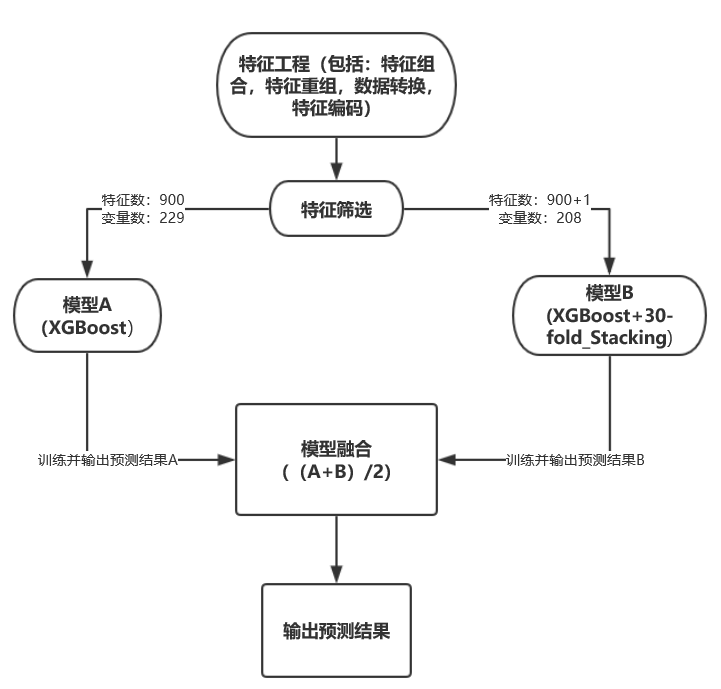 特征工程（包括：特征组
合，特征重组，数据转换，
特征编码）
特征数：900
变量数：229
特征筛选
特征数：900+1
变量数：208
模型A
(XGBoost）
模型B
(XGBoost+30-
fold_Stacking)
训练并输出预测结果A
模型融合
(（A+B）/2)
训练并输出预测结果B
输出预测结果